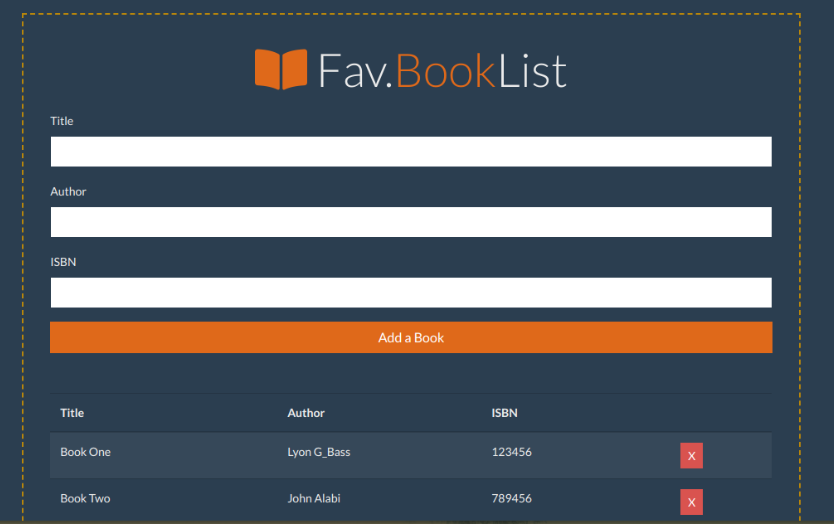 Fav.BookList
Title
Author
ISBN
Add a Book
Title Author ISBN
Book One Lyon G_Bass 123456 X
Book Two John Alabi 789456 X